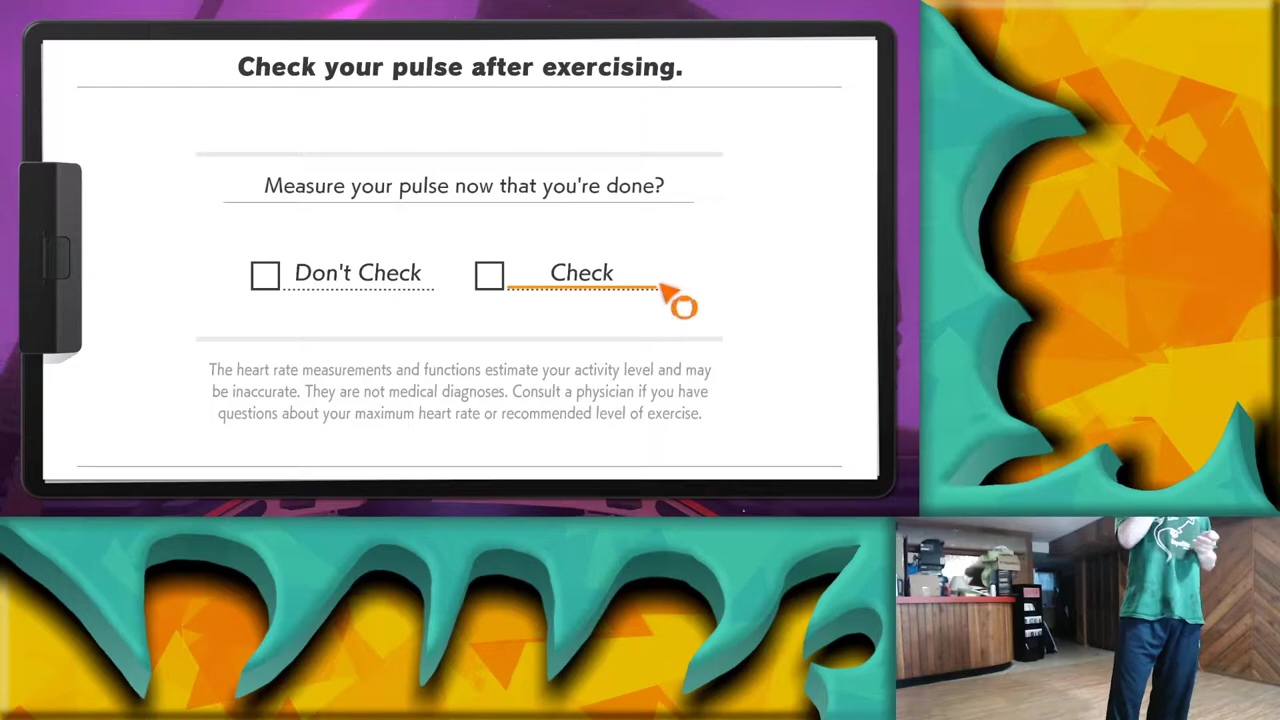 Check your pulse after exercising.
Measure your pulse now that you're done?
Don't Check
Check
The heart rate measurements and functions estimate your activity level and may
be inaccurate. They are not medical diagnoses. Consult a physician if you have
questions about your maximum heart rate or recommended level of exercise.